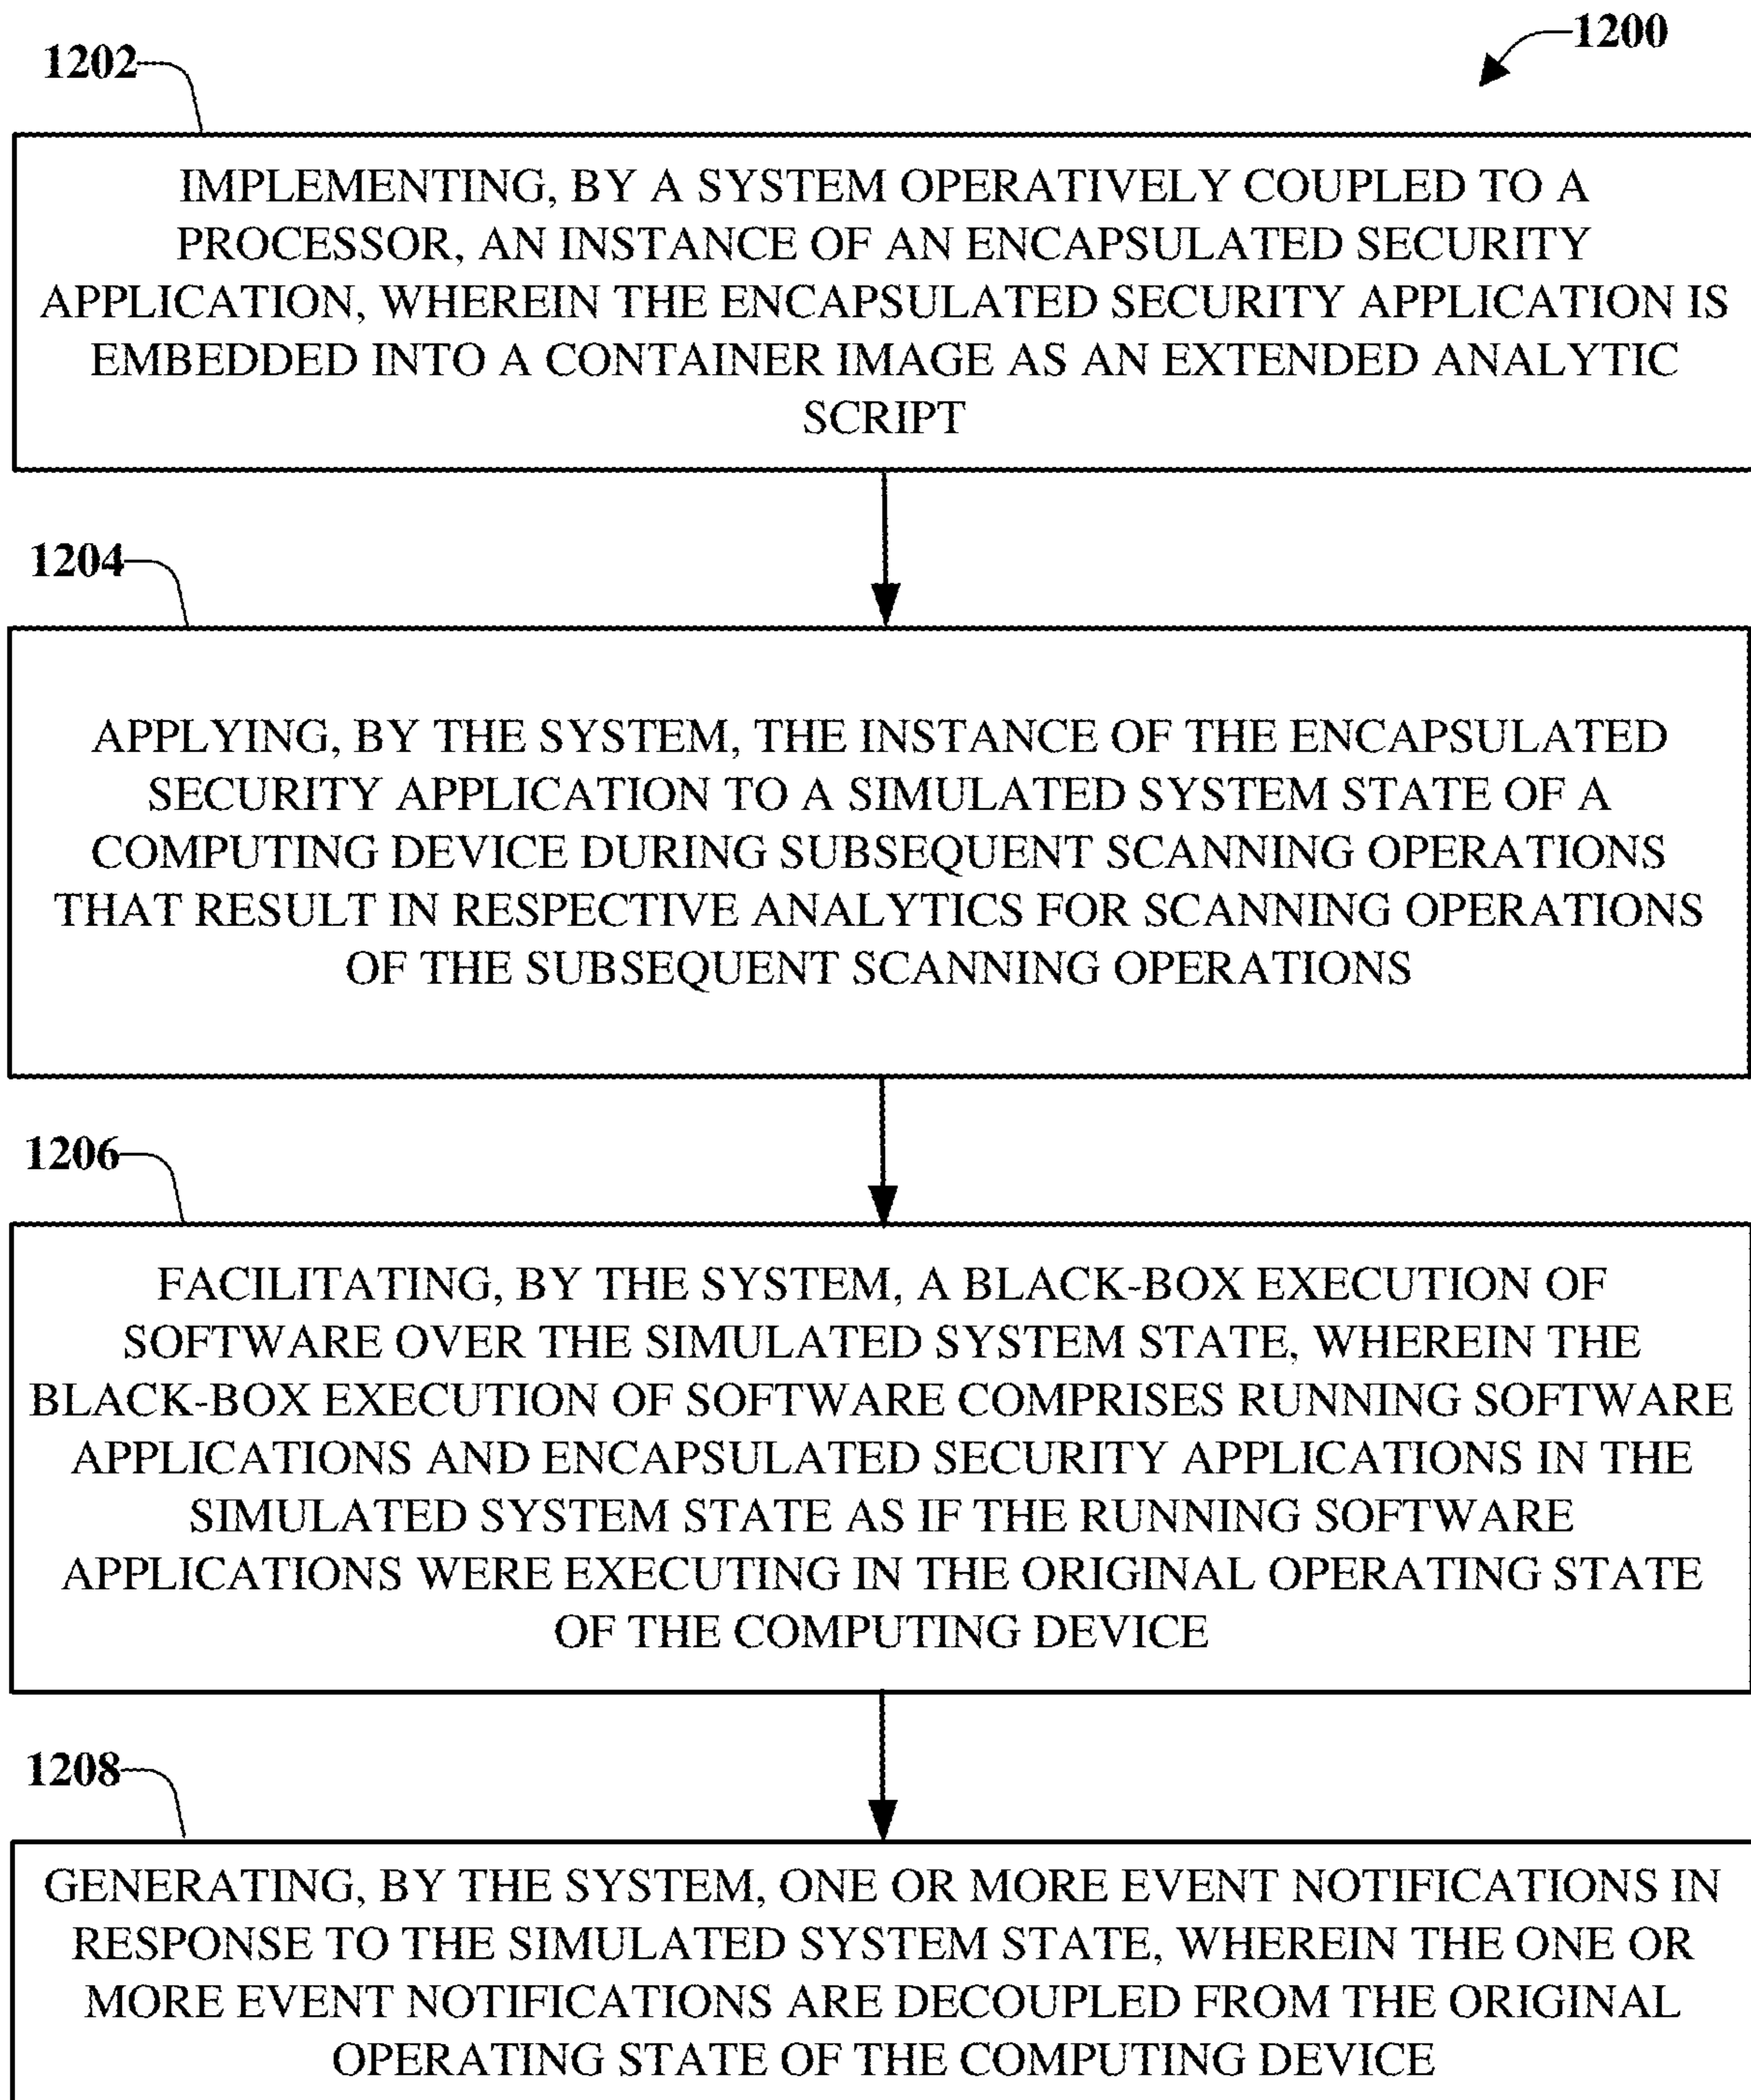 1200
1202
IMPLEMENTING, BY A SYSTEM OPERATIVELY COUPLED TO A
PROCESSOR, AN INSTANCE OF AN ENCAPSULATED SECURITY
APPLICATION, WHEREIN THE ENCAPSULATED SECURITY APPLICATION IS
EMBEDDED INTO A CONTAINER IMAGE AS AN EXTENDED ANALYTIC
SCRIPT
1204
APPLYING, BY THE SYSTEM, THE INSTANCE OF THE ENCAPSULATED
SECURITY APPLICATION TO A SIMULATED SYSTEM STATE OF A
COMPUTING DEVICE DURING SUBSEQUENT SCANNING OPERATIONS
THAT RESULT IN RESPECTIVE ANALYTICS FOR SCANNING OPERATIONS
OF THE SUBSEQUENT SCANNING OPERATIONS
1206
FACILITATING, BY THE SYSTEM, A BLACK-BOX EXECUTION OF
SOFTWARE OVER THE SIMULATED SYSTEM STATE, WHEREIN THE
BLACK-BOX EXECUTION OF SOFTWARE COMPRISES RUNNING SOFTWARE
APPLICATIONS AND ENCAPSULATED SECURITY APPLICATIONS IN THE
SIMULATED SYSTEM STATE AS IF THE RUNNING SOFTWARE
APPLICATIONS WERE EXECUTING IN THE ORIGINAL OPERATING STATE
OF THE COMPUTING DEVICE
1208
GENERATING, BY THE SYSTEM, ONE OR MORE EVENT NOTIFICATIONS IN
RESPONSE TO THE SIMULATED SYSTEM STATE, WHEREIN THE ONE OR
MORE EVENT NOTIFICATIONS ARE DECOUPLED FROM THE ORIGINAL
OPERATING STATE OF THE COMPUTING DEVICE